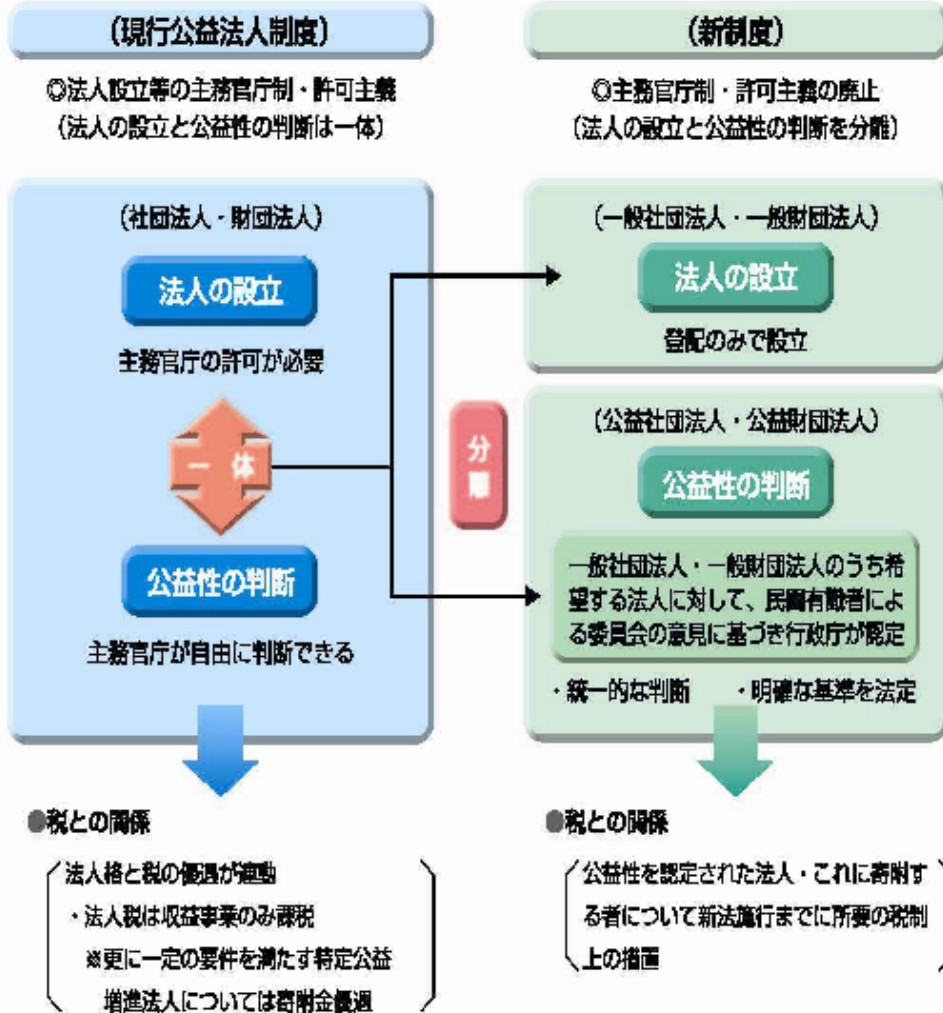 （現行公益法人制度）
◎法人設立等の主務官庁制・許可主義
（法人の設立と公益性の判断は一体）
（社団法人・財団法人）
法人の設立
主務官庁の許可が必要
一体
公益性の判断
主務官庁が自由に判断できる
●税との関係
法人格と税の優遇が連動
・法人税は収益事業のみ課税
※更に一定の要件を満たす特定公益
増進法人については寄附金優遇
分離
（新制度）
◎主務官庁制・許可主義の廃止
（法人の設立と公益性の判断を分離）
（一般社団法人・一般財団法人）
法人の設立
登記のみで設立
（公益社団法人・公益財団法人）
公益性の判断
一般社団法人・一般財団法人のうち希
望する法人に対して、民間有識者によ
る委員会の意見に基づき行政庁が認定
・統一的な判断　・明確な基準を法定
●税との関係
公益性を認定された法人・これに寄附す
る者について新法施行までに所要の税制
上の措置